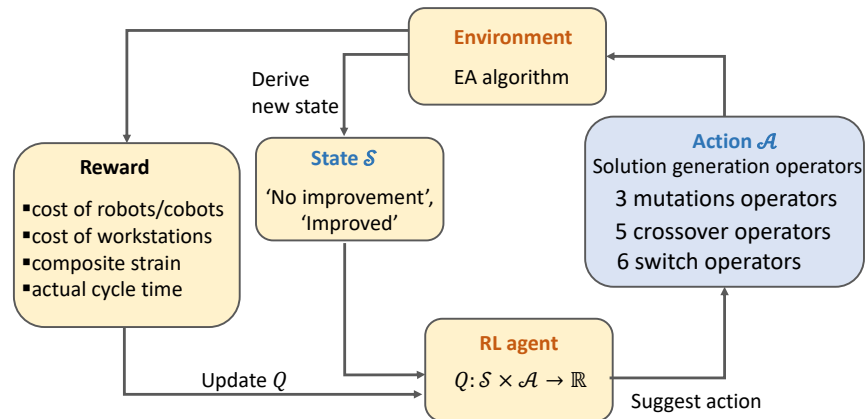 Environment
EA algorithm
Derive
new state
Reward
▪cost of robots/cobots
▪cost of workstations
▪composite strain
▪actual cycle time
State 𝒮
‘No improvement’,
‘Improved’
Action 𝒜
Solution generation operators
3 mutations operators
5 crossover operators
6 switch operators
RL agent
Q: 𝒮 × 𝒜 → ℝ
Update Q
Suggest action